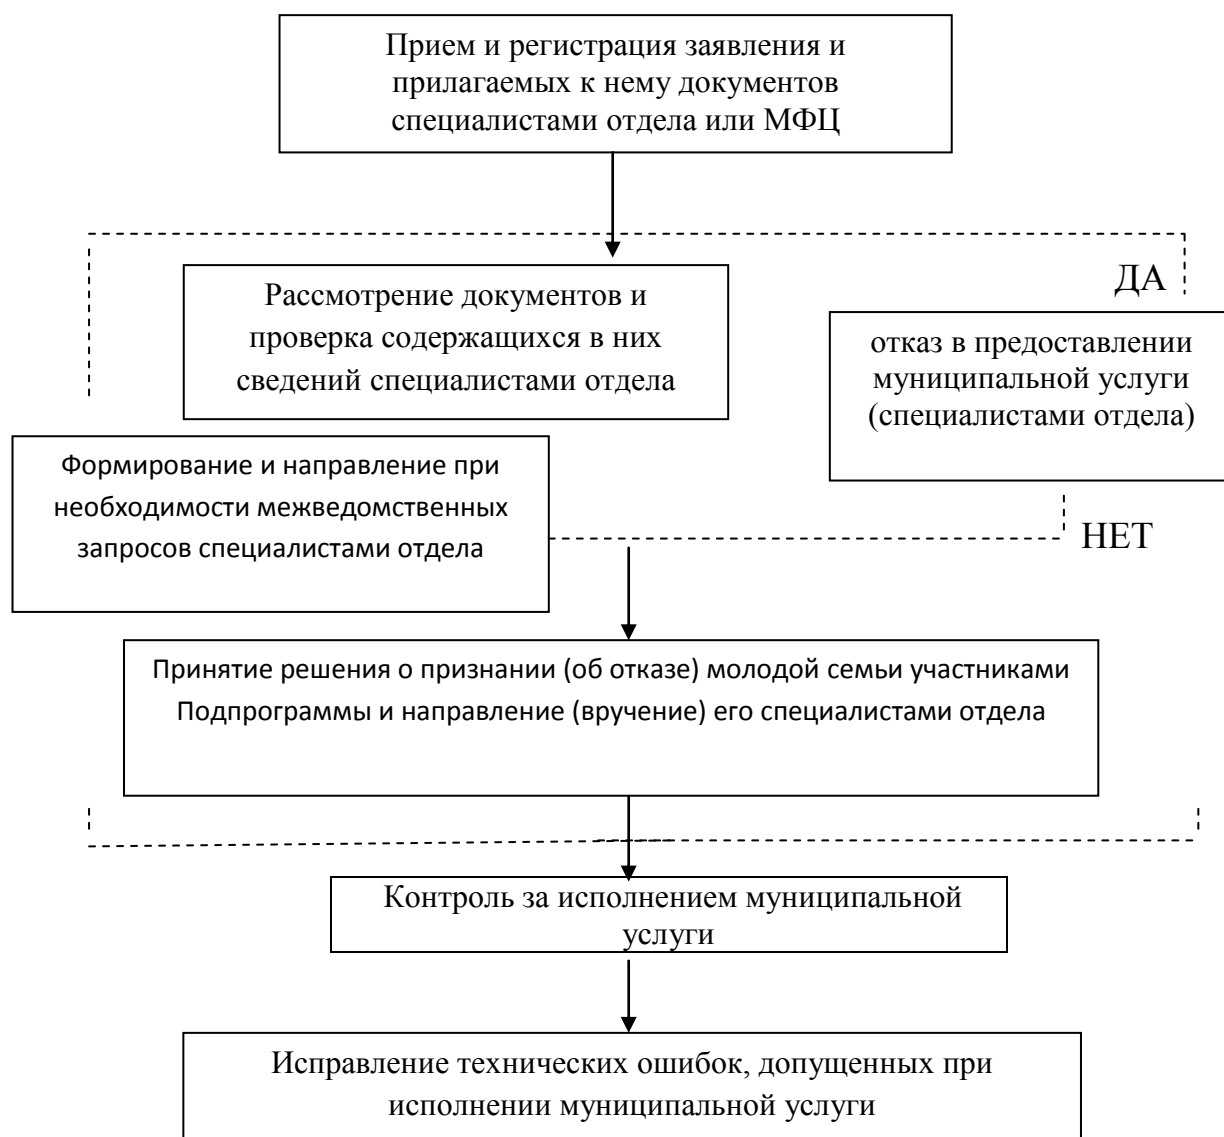 Прием и регистрация заявления и
прилагаемых к нему документов
специалистами отдела или МФЦ
ДА
Рассмотрение документов и
проверка содержащихся в них
сведений специалистами отдела
отказ в предоставлении
муниципальной услуги
(специалистами отдела)
Формирование и направление при
необходимости межведомственных
запросов специалистами отдела
НЕТ
Принятие решения о признании (об отказе) молодой семьи участниками
Подпрограммы и направление (вручение) его специалистами отдела
Контроль за исполнением муниципальной
услуги
Исправление технических ошибок, допущенных при
исполнении муниципальной услуги